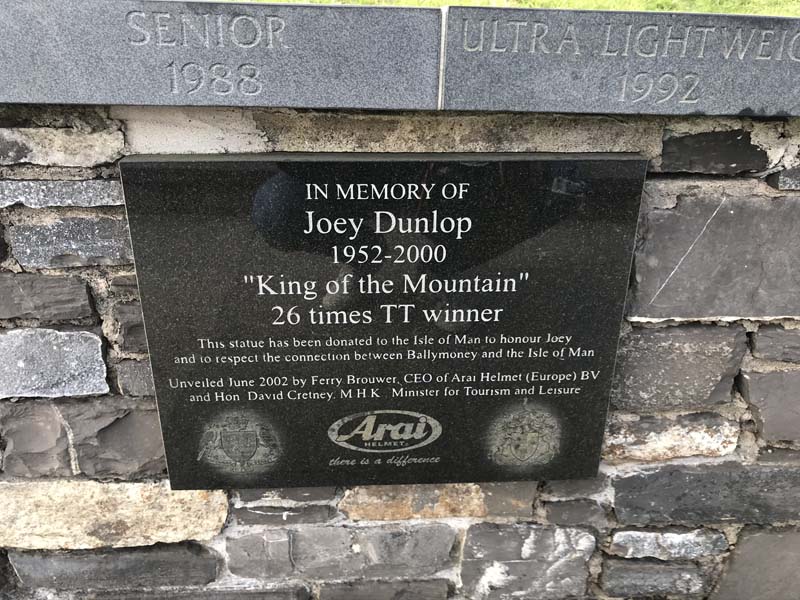 SENIOR
1988
ULTRA LIGHTWEIG
1992
IN MEMORY OF
Joey Dunlop
1952-2000
"King of the Mountain"
26 times TT winner
This statue has been donated to the Isle of Man to honour Joey
and to respect the connection between Ballymoney and the Isle of Man
Unveiled June 2002 by Ferry Brouwer, CEO of Arai Helmet (Europe) BV
and Hon David Cretney, M H K Minister for Tourism and Leisure
Arai
HELMET
there is a difference